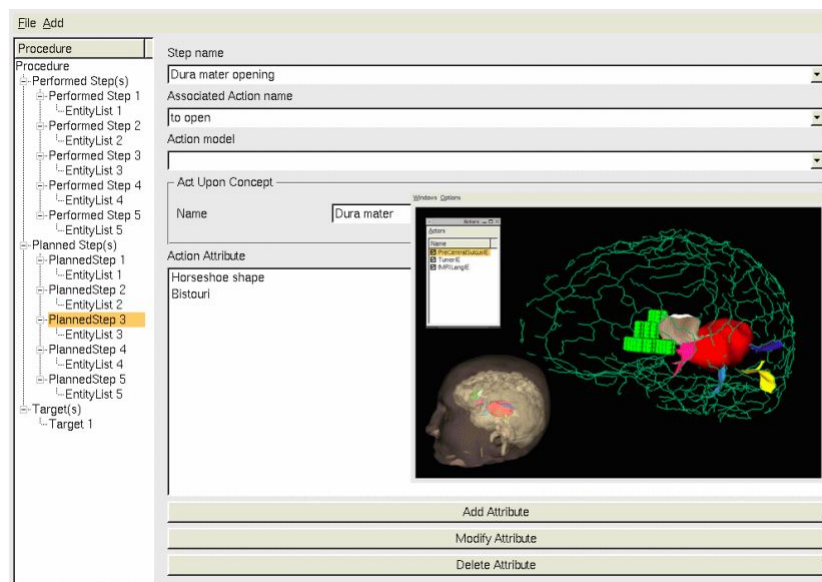 File Add
Procedure
Procedure
Performed Step(s)
Performed Step 1
EntityList 1
Performed Step 2
EntityList 2
Performed Step 3
EntityList 3
Performed Step 4
EntityList 4
Performed Step 5
EntityList 5
Planned Step(s)
PlannedStep 1
EntityList 1
PlannedStep 2
EntityList 2
PlannedStep 3
EntityList 3
PlannedStep 4
EntityList 4
PlannedStep 5
EntityList 5
Target(s)
Target 1
Step name
Dura mater opening
Associated Action name
to open
Action model
Act Upon Concept
Name
Dura mater
Action Attribute
Horseshoe shape
Bistouri
Windows Options
Actors
Actors
Name
Add Attribute
Modify Attribute
Delete Attribute